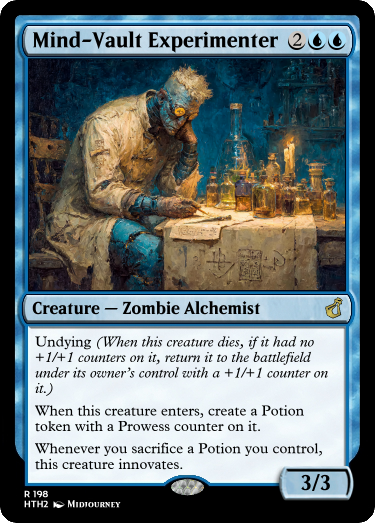 Mind-Vault Experimenter 2
Creature — Zombie Alchemist
Undying (When this creature dies, if it had no
+1/+1 counters on it, return it to the battlefield
under its owner's control with a +1/+1 counter on
it.)
When this creature enters, create a Potion
token with a Prowess counter on it.
Whenever you sacrifice a Potion you control,
this creature innovates.
3/3
R 198
HTH2 Midjourney